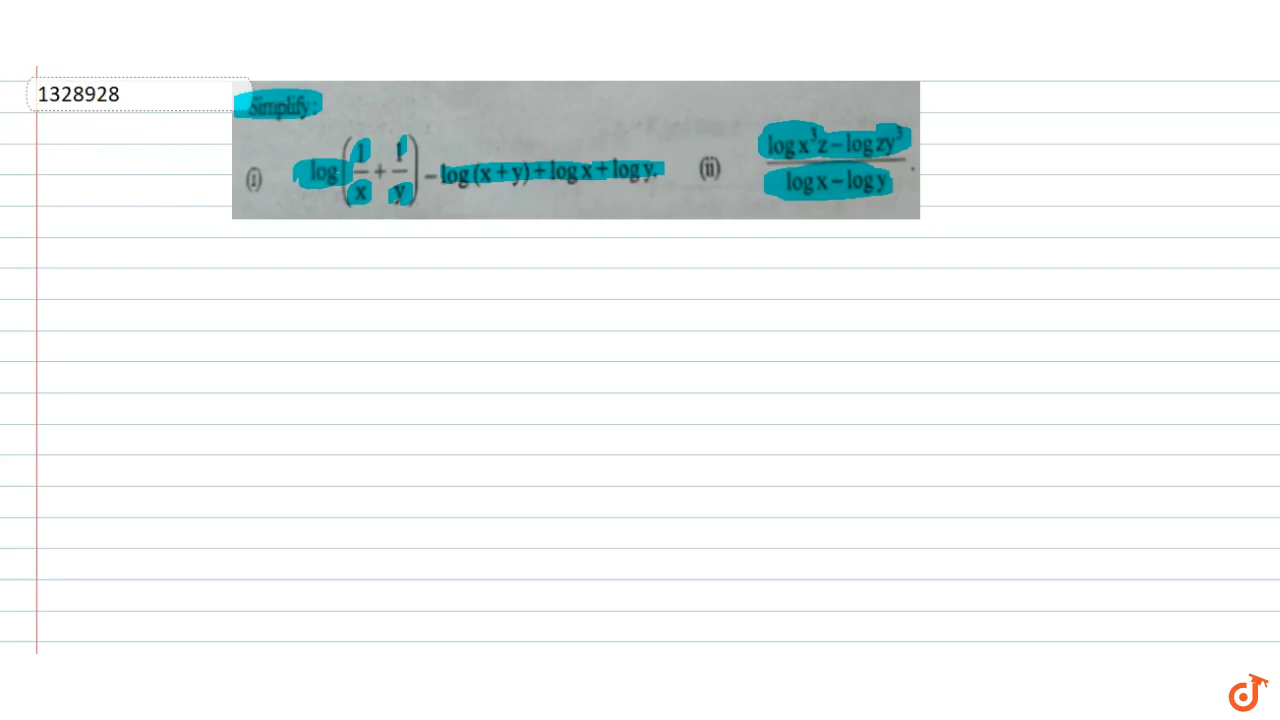 1328928
Simplify:
(i) log (1/x + 1/y) – log (x + y) + log x + log y. (ii) (log x³z – log zy³)/(log x – log y).